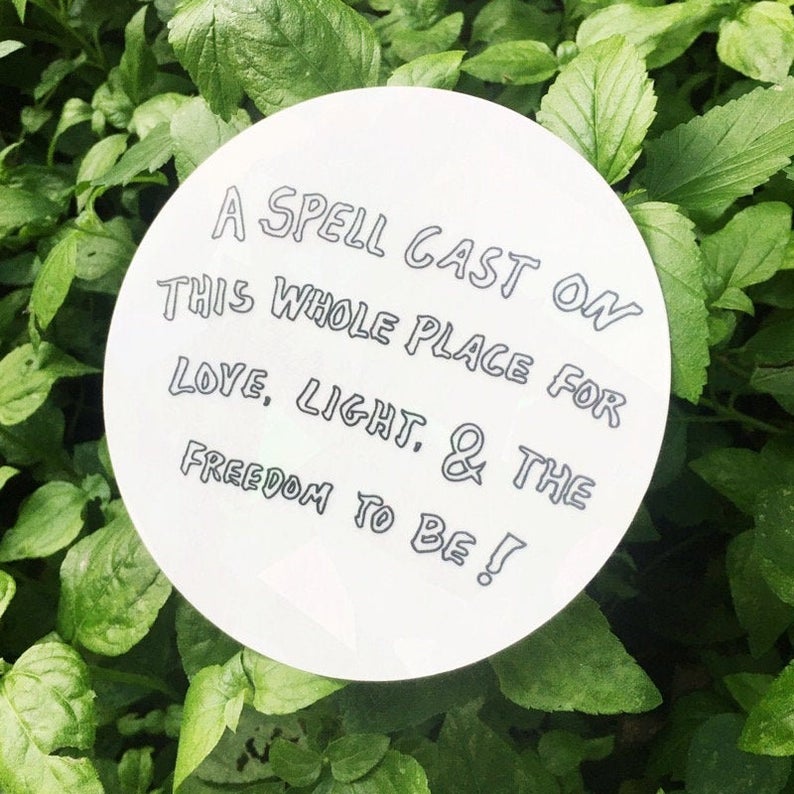 A SPELL CAST ON
THIS WHOLE PLACE FOR
LOVE, LIGHT, & THE
FREEDOM TO BE!